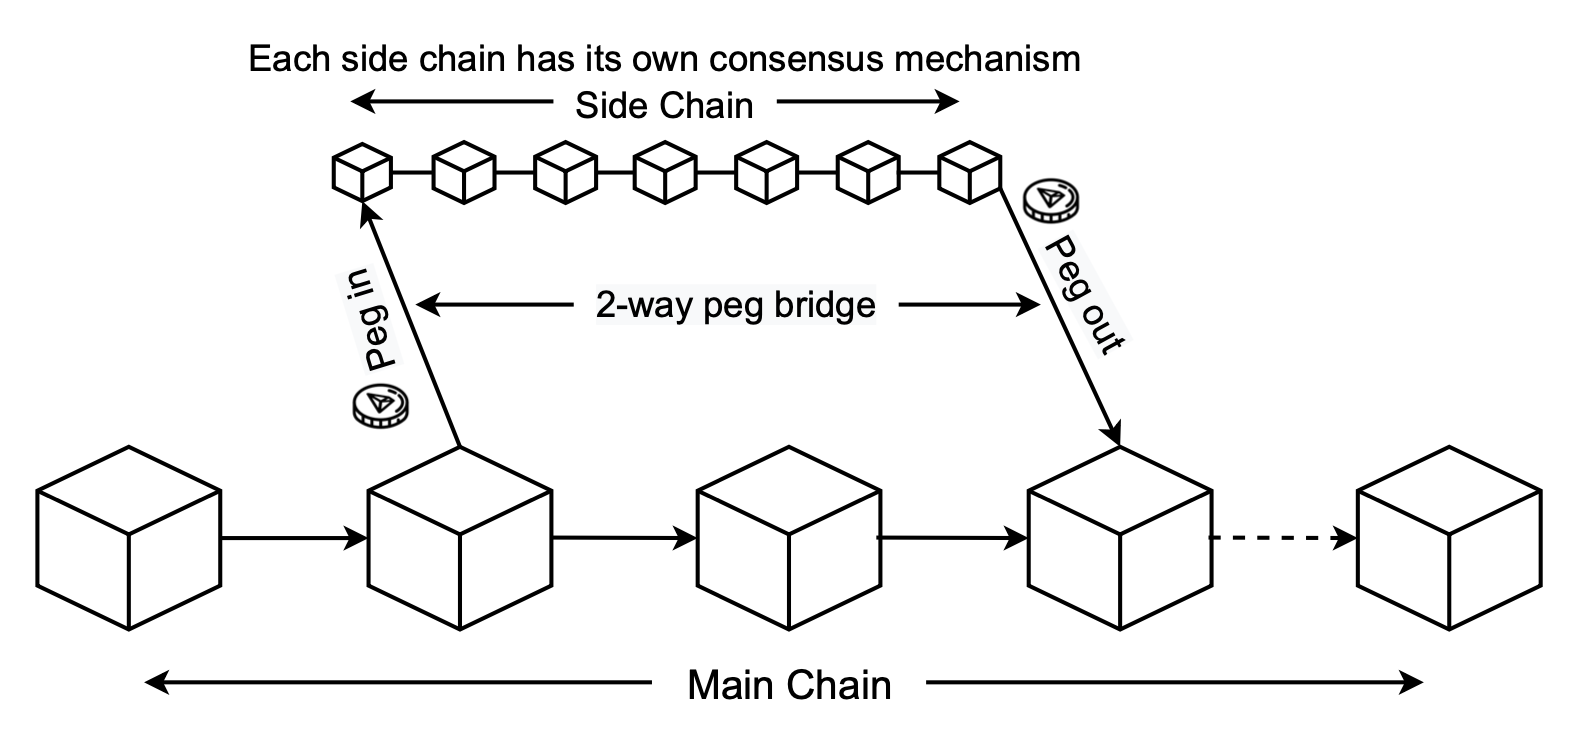 Each side chain has its own consensus mechanism
Side Chain
Peg in
2-way peg bridge
Peg out
Main Chain